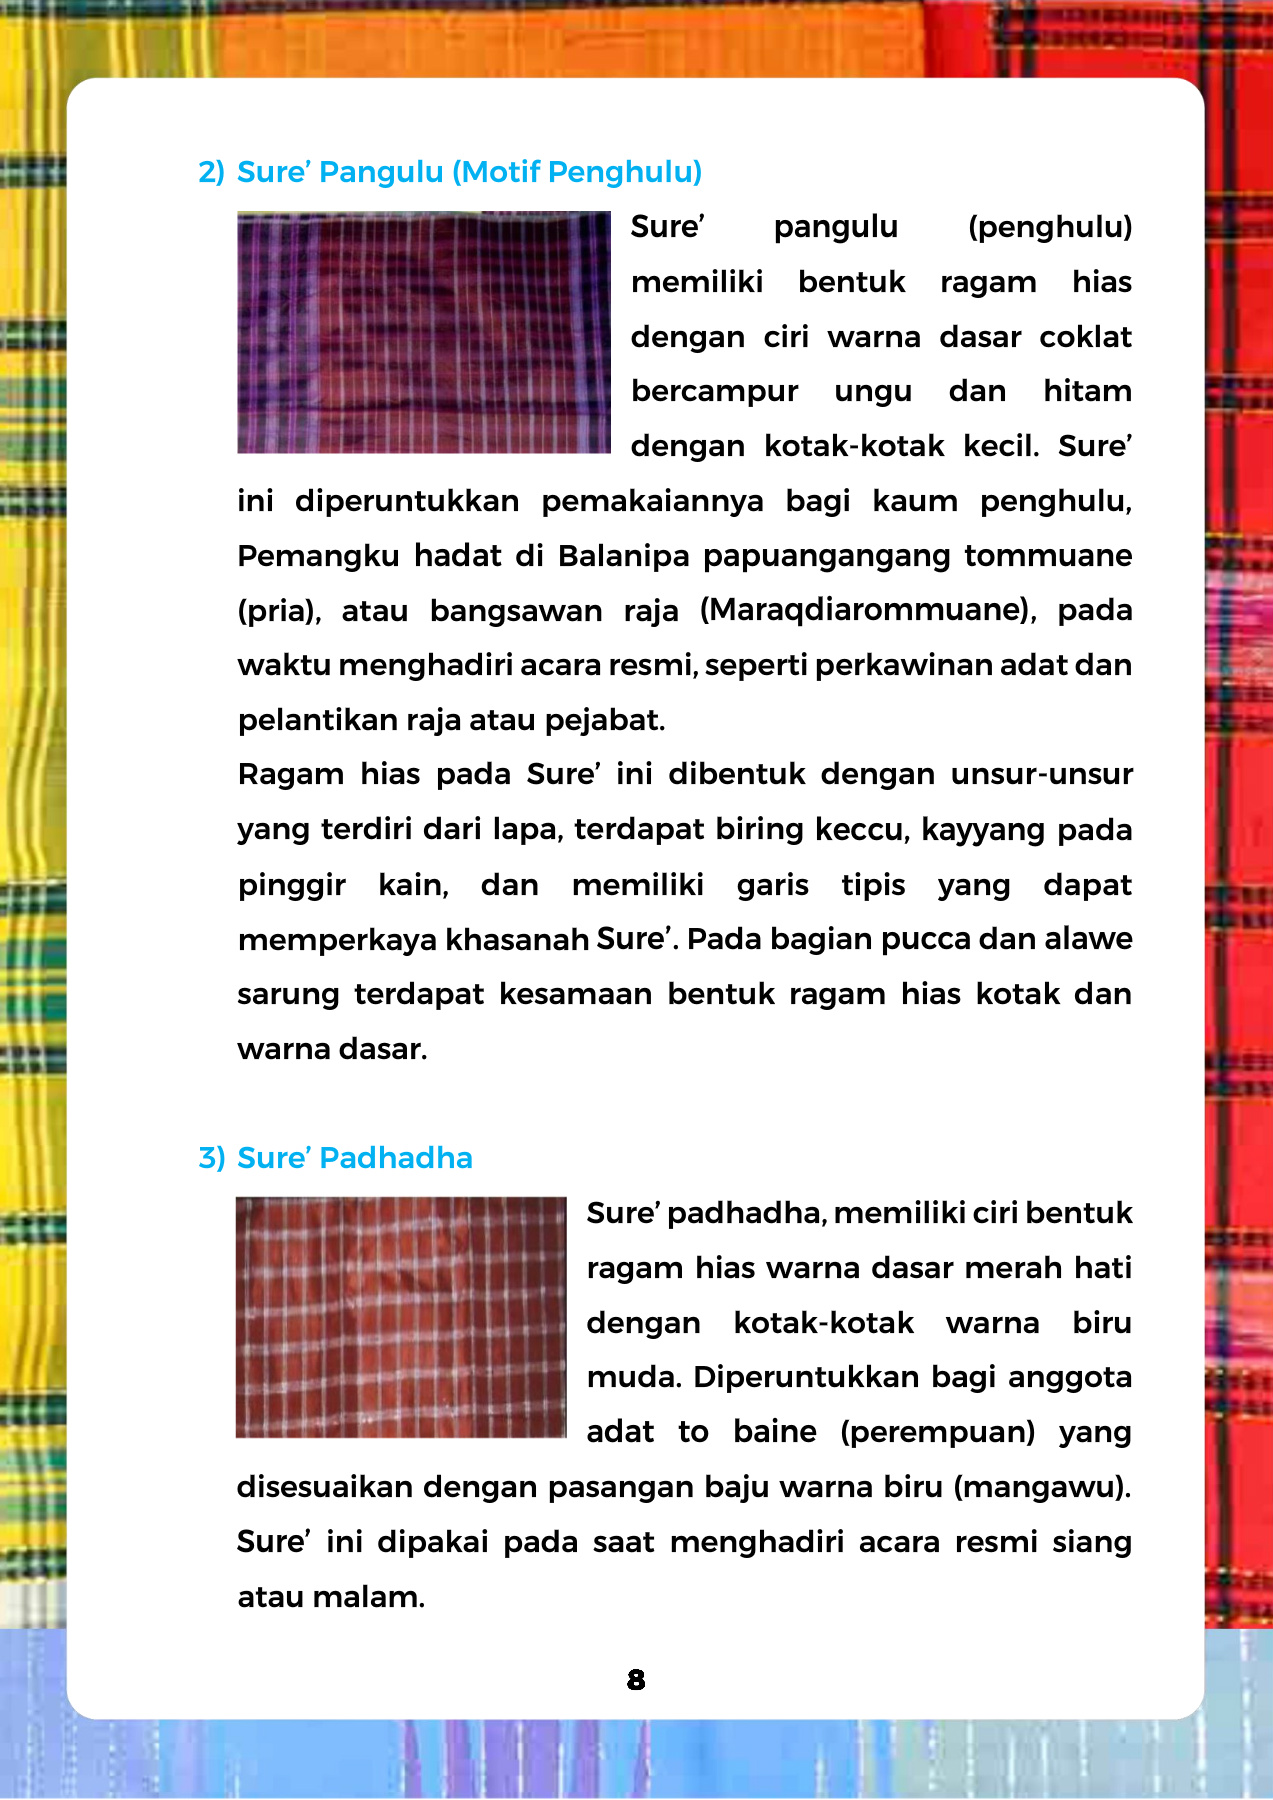 2) Sure’ Pangulu (Motif Penghulu)
Sure’ pangulu (penghulu)
memiliki bentuk ragam hias
dengan ciri warna dasar coklat
bercampur ungu dan hitam
dengan kotak-kotak kecil. Sure’
ini diperuntukkan pemakaiannya bagi kaum penghulu,
Pemangku hadat di Balanipa papuangangang tommuane
(pria), atau bangsawan raja (Maraqdiarommuane), pada
waktu menghadiri acara resmi, seperti perkawinan adat dan
pelantikan raja atau pejabat.
Ragam hias pada Sure’ ini dibentuk dengan unsur-unsur
yang terdiri dari lapa, terdapat biring keccu, kayyang pada
pinggir kain, dan memiliki garis tipis yang dapat
memperkaya khasanah Sure’. Pada bagian pucca dan alawe
sarung terdapat kesamaan bentuk ragam hias kotak dan
warna dasar.
3) Sure’ Padhadha
Sure’ padhadha, memiliki ciri bentuk
ragam hias warna dasar merah hati
dengan kotak-kotak warna biru
muda. Diperuntukkan bagi anggota
adat to baine (perempuan) yang
disesuaikan dengan pasangan baju warna biru (mangawu).
Sure’ ini dipakai pada saat menghadiri acara resmi siang
atau malam.
8